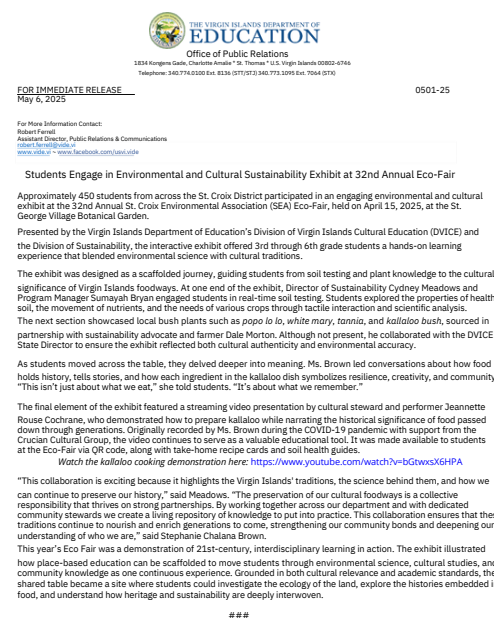 THE VIRGIN ISLANDS DEPARTMENT OF
EDUCATION
Office of Public Relations
1834 Kongens Gade, Charlotte Amalie * St. Thomas * U.S. Virgin Islands 00802-6746
Telephone: 340.774.0100 Ext. 8136 (STT/STJ) 340.773.1095 Ext. 7064 (STX)
FOR IMMEDIATE RELEASE 0501-25
May 6, 2025
For More Information Contact:
Robert Ferrell
Assistant Director, Public Relations & Communications
robert.ferrell@vide.vi
www.vide.vi ~ www.facebook.com/usvi.vide
Students Engage in Environmental and Cultural Sustainability Exhibit at 32nd Annual Eco-Fair
Approximately 450 students from across the St. Croix District participated in an engaging environmental and cultural
exhibit at the 32nd Annual St. Croix Environmental Association (SEA) Eco-Fair, held on April 15, 2025, at the St.
George Village Botanical Garden.
Presented by the Virgin Islands Department of Education's Division of Virgin Islands Cultural Education (DVICE) and
the Division of Sustainability, the interactive exhibit offered 3rd through 6th grade students a hands-on learning
experience that blended environmental science with cultural traditions.
The exhibit was designed as a scaffolded journey, guiding students from soil testing and plant knowledge to the cultural
significance of Virgin Islands foodways. At one end of the exhibit, Director of Sustainability Cydney Meadows and
Program Manager Sumayah Bryan engaged students in real-time soil testing. Students explored the properties of health
soil, the movement of nutrients, and the needs of various crops through tactile interaction and scientific analysis.
The next section showcased local bush plants such as popo lo lo, white mary, tannia, and kallaloo bush, sourced in
partnership with sustainability advocate and farmer Dale Morton. Although not present, he collaborated with the DVICE
State Director to ensure the exhibit reflected both cultural authenticity and environmental accuracy.
As students moved across the table, they delved deeper into meaning. Ms. Brown led conversations about how food
holds history, tells stories, and how each ingredient in the kallaloo dish symbolizes resilience, creativity, and community
"This isn't just about what we eat," she told students. "It's about what we remember."
The final element of the exhibit featured a streaming video presentation by cultural steward and performer Jeannette
Rouse Cochrane, who demonstrated how to prepare kallaloo while narrating the historical significance of food passed
down through generations. Originally recorded by Ms. Brown during the COVID-19 pandemic with support from the
Crucian Cultural Group, the video continues to serve as a valuable educational tool. It was made available to students
at the Eco-Fair via QR code, along with take-home recipe cards and soil health guides.
Watch the kallaloo cooking demonstration here: https://www.youtube.com/watch?v=bGtwxsX6HPA
"This collaboration is exciting because it highlights the Virgin Islands' traditions, the science behind them, and how we
can continue to preserve our history," said Meadows. "The preservation of our cultural foodways is a collective
responsibility that thrives on strong partnerships. By working together across our department and with dedicated
community stewards we create a living repository of knowledge to put into practice. This collaboration ensures that thes
traditions continue to nourish and enrich generations to come, strengthening our community bonds and deepening our
understanding of who we are," said Stephanie Chalana Brown.
This year's Eco Fair was a demonstration of 21st-century, interdisciplinary learning in action. The exhibit illustrated
how place-based education can be scaffolded to move students through environmental science, cultural studies, and
community knowledge as one continuous experience. Grounded in both cultural relevance and academic standards, the
shared table became a site where students could investigate the ecology of the land, explore the histories embedded i
food, and understand how heritage and sustainability are deeply interwoven.
###